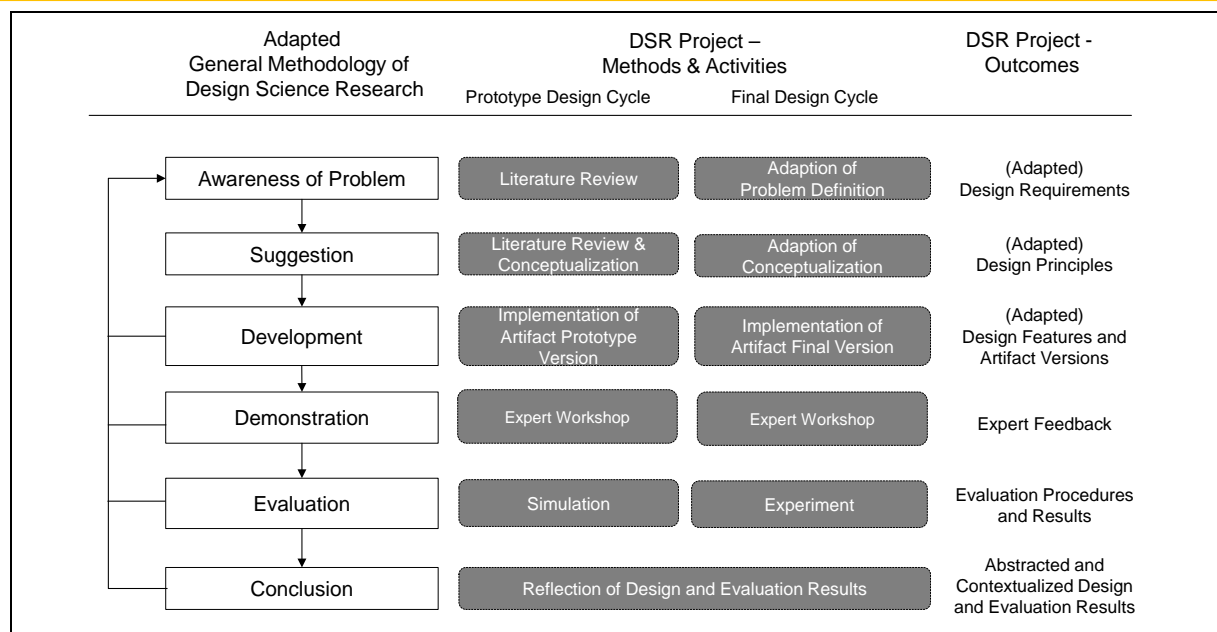 Adapted
General Methodology of
Design Science Research
DSR Project –
Methods & Activities
DSR Project -
Outcomes
Prototype Design Cycle
Final Design Cycle
Awareness of Problem
Literature Review
Adaption of
Problem Definition
(Adapted)
Design Requirements
Suggestion
Literature Review &
Conceptualization
Adaption of
Conceptualization
(Adapted)
Design Principles
Development
Implementation of
Artifact Prototype
Version
Implementation of
Artifact Final Version
(Adapted)
Design Features and
Artifact Versions
Demonstration
Expert Workshop
Expert Workshop
Expert Feedback
Evaluation
Simulation
Experiment
Evaluation Procedures
and Results
Conclusion
Reflection of Design and Evaluation Results
Abstracted and
Contextualized Design
and Evaluation Results